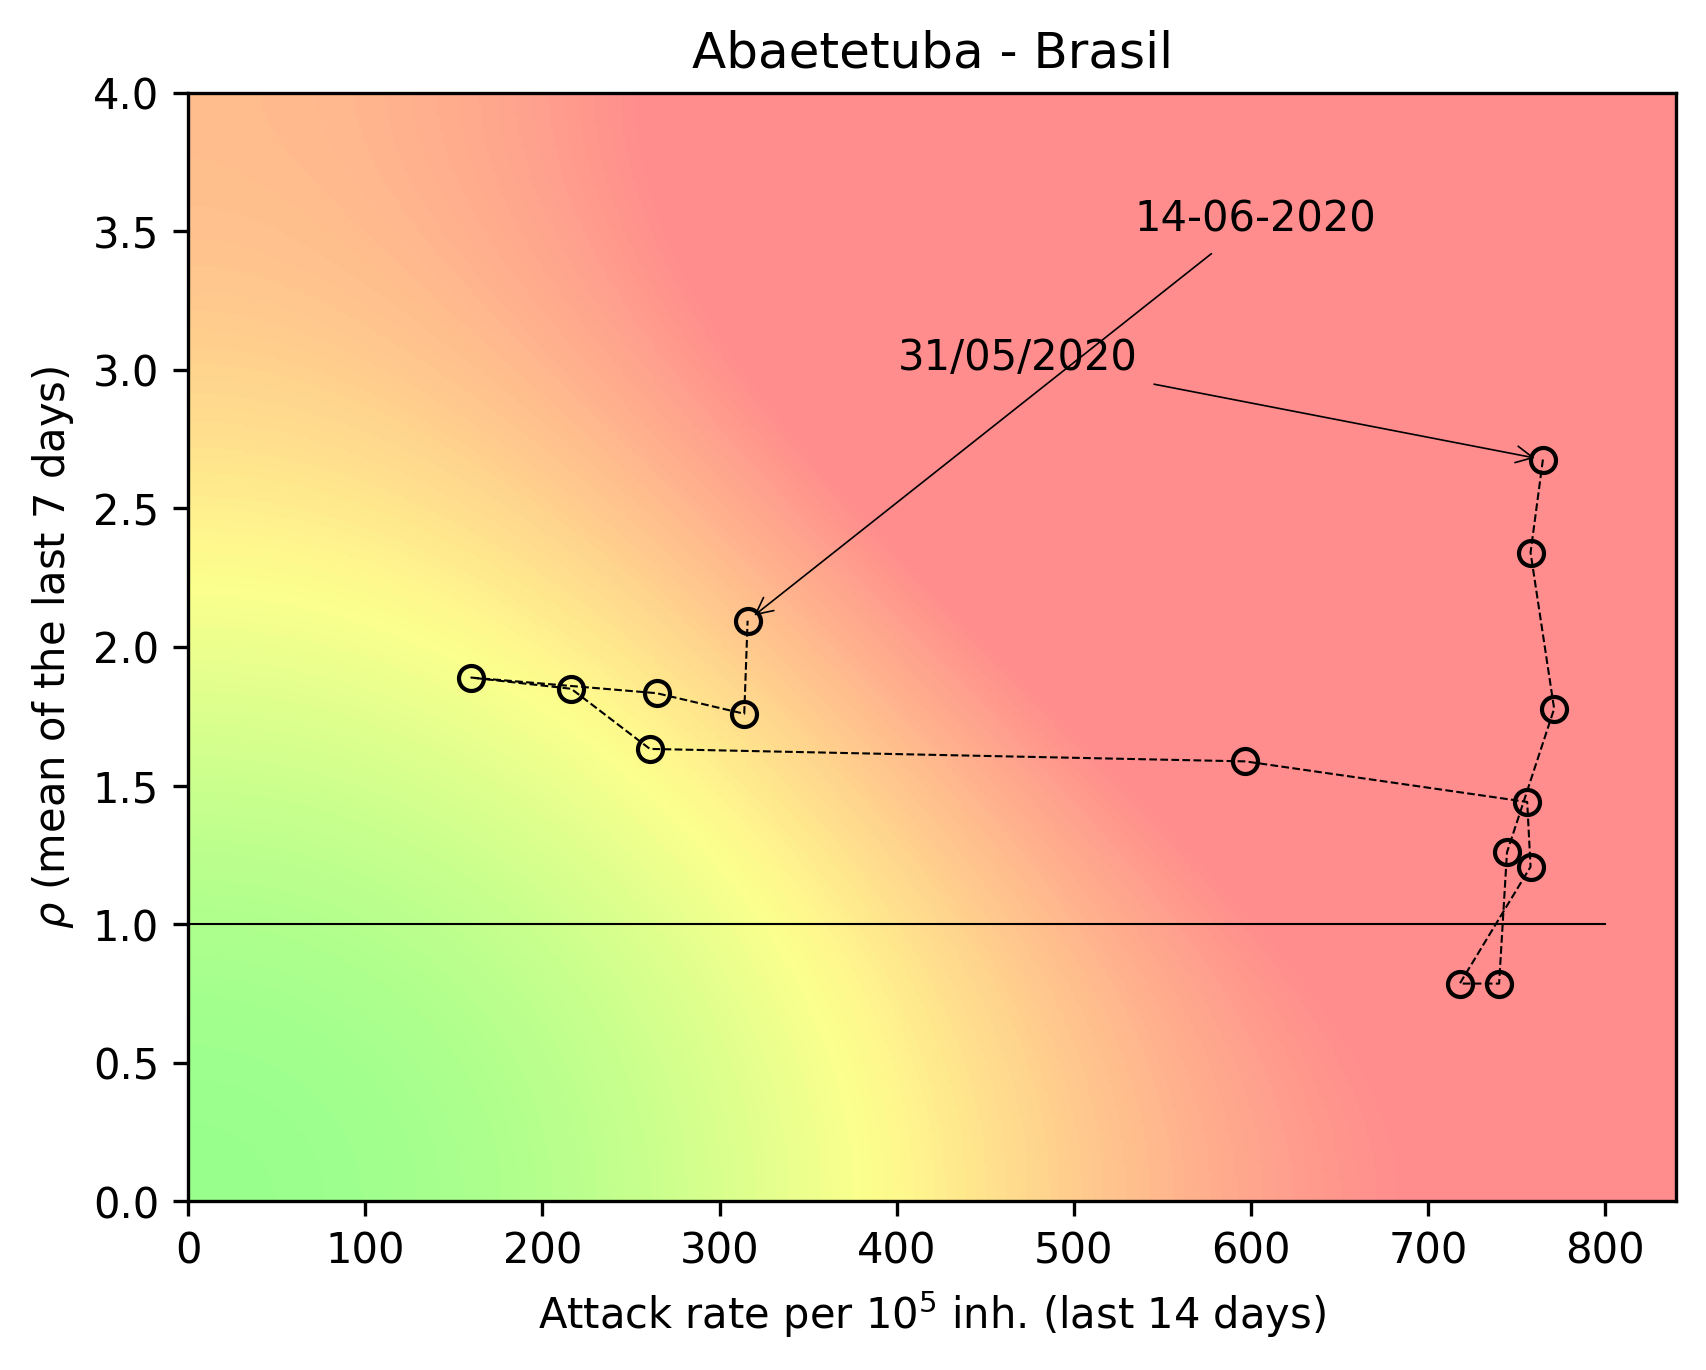 Abaetetuba - Brasil
4.0
3.5
3.0
2.5
2.0
1.5
1.0
0.5
0.0
ρ (mean of the last 7 days)
14-06-2020
31/05/2020
0 100 200 300 400 500 600 700 800
Attack rate per 10⁵ inh. (last 14 days)